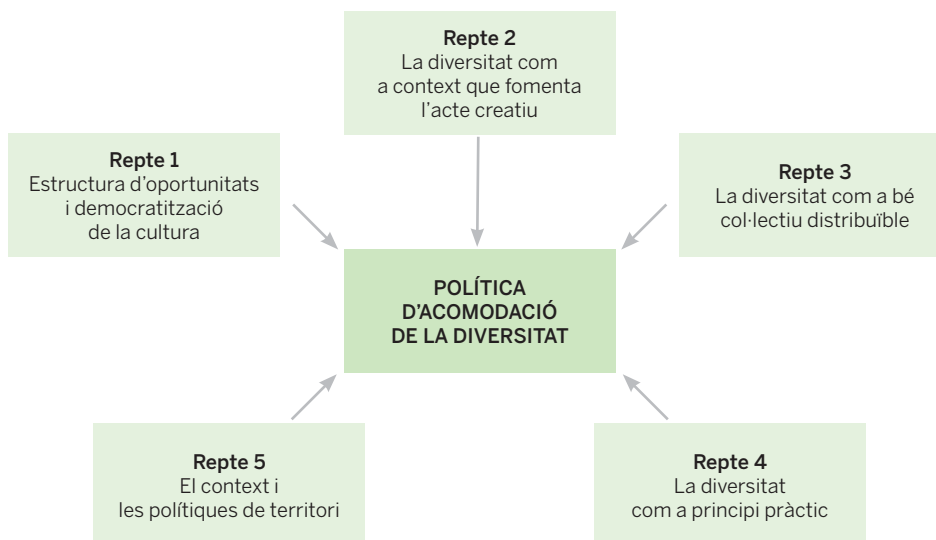 Repte 2
La diversitat com
a context que fomenta
l’acte creatiu
Repte 1
Estructura d’oportunitats
i democratització
de la cultura
Repte 3
La diversitat com a bé
col·lectiu distribuïble
POLÍTICA
D’ACOMODACIÓ
DE LA DIVERSITAT
Repte 5
El context i
les polítiques de territori
Repte 4
La diversitat
com a principi pràctic